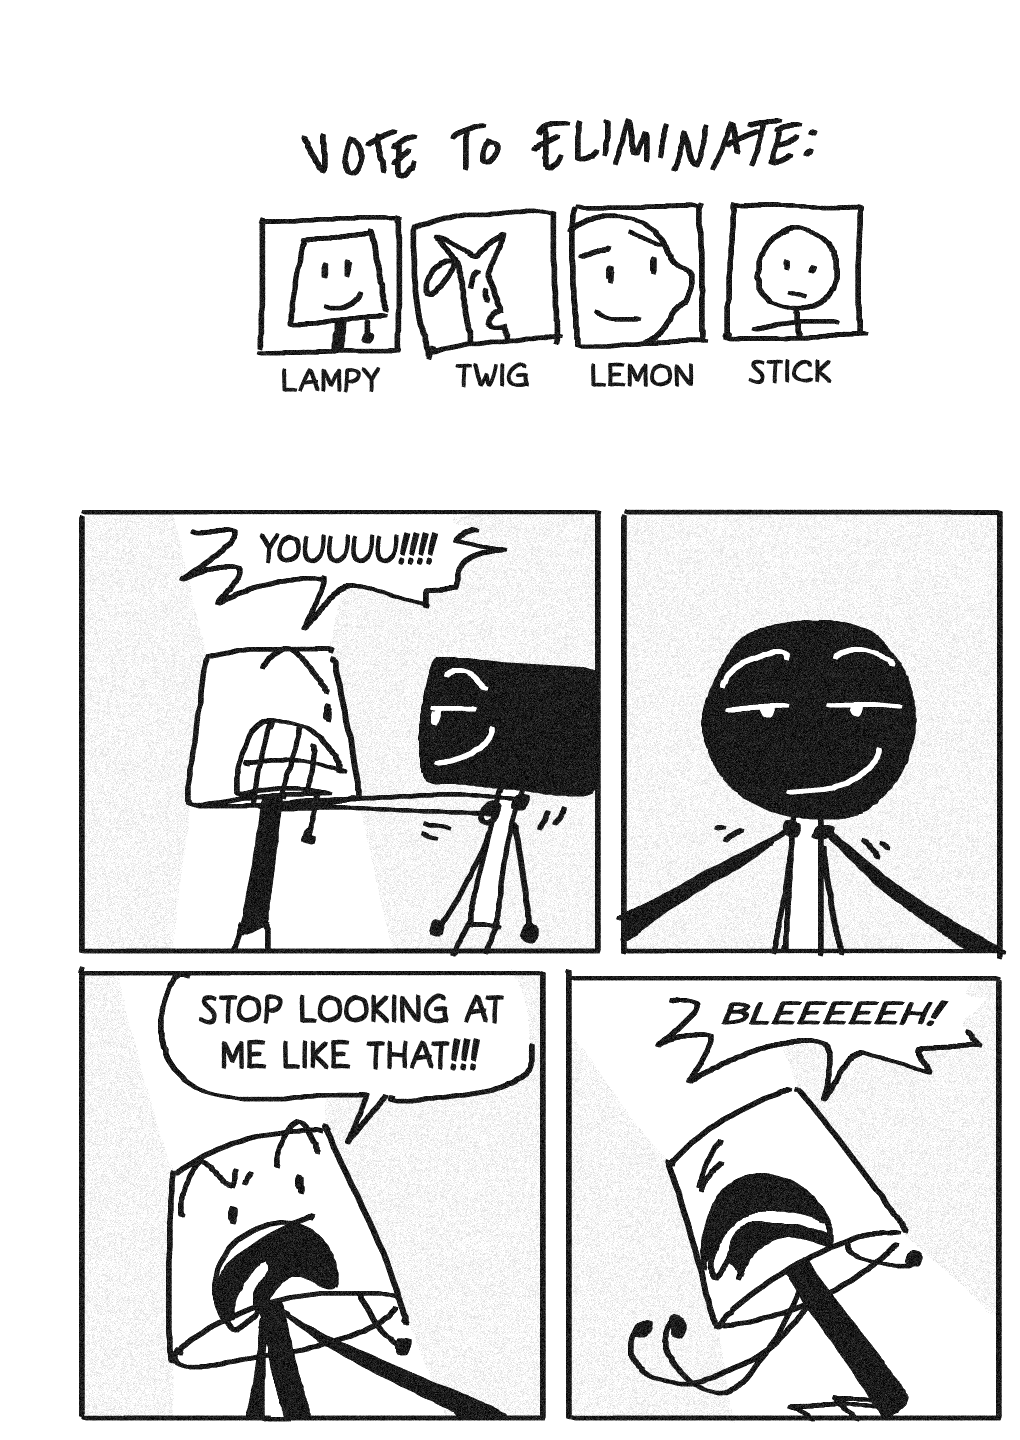 VOTE TO ELIMINATE:
LAMPY
TWIG
LEMON
STICK
YOUUUU!!!!
STOP LOOKING AT
ME LIKE THAT!!!
BLEEEEEH!